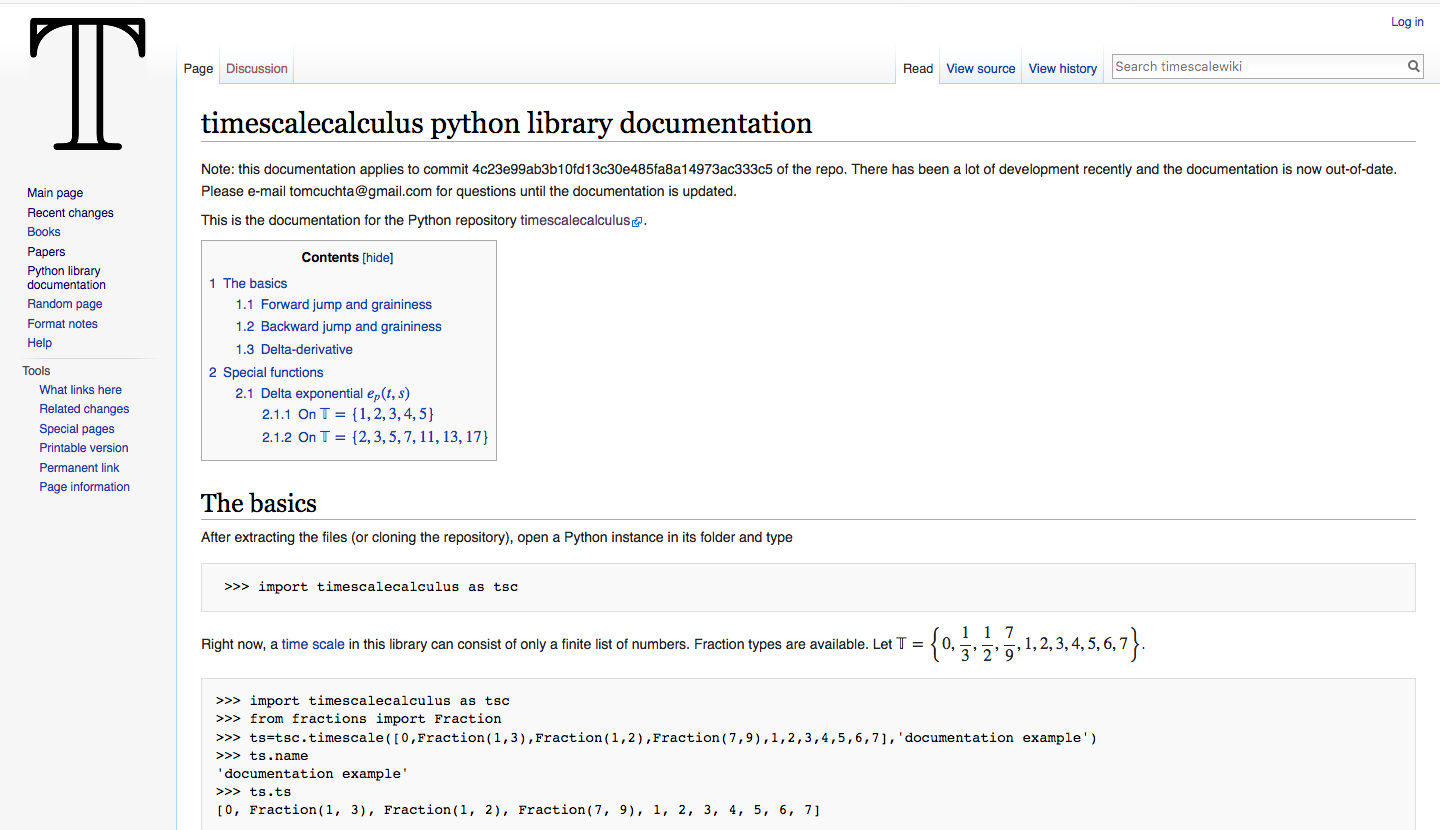 𝕋
Log in
Page
Discussion
Read
View source
View history
Search timescalewiki
timescalecalculus python library documentation
Note: this documentation applies to commit 4c23e99ab3b10fd13c30e485fa8a14973ac333c5 of the repo. There has been a lot of development recently and the documentation is now out-of-date.
Please e-mail tomcuchta@gmail.com for questions until the documentation is updated.
This is the documentation for the Python repository timescalecalculus.
Main page
Recent changes
Books
Papers
Python library
documentation
Random page
Format notes
Help
Tools
What links here
Related changes
Special pages
Printable version
Permanent link
Page information
Contents [hide]
1 The basics
1.1 Forward jump and graininess
1.2 Backward jump and graininess
1.3 Delta-derivative
2 Special functions
2.1 Delta exponential eₚ(t, s)
2.1.1 On 𝕋 = {1, 2, 3, 4, 5}
2.1.2 On 𝕋 = {2, 3, 5, 7, 11, 13, 17}
The basics
After extracting the files (or cloning the repository), open a Python instance in its folder and type
>>> import timescalecalculus as tsc
Right now, a time scale in this library can consist of only a finite list of numbers. Fraction types are available. Let 𝕋 = {0, 1/3, 1/2, 7/9, 1, 2, 3, 4, 5, 6, 7}.
>>> import timescalecalculus as tsc
>>> from fractions import Fraction
>>> ts=tsc.timescale([0,Fraction(1,3),Fraction(1,2),Fraction(7,9),1,2,3,4,5,6,7],'documentation example')
>>> ts.name
'documentation example'
>>> ts.ts
[0, Fraction(1, 3), Fraction(1, 2), Fraction(7, 9), 1, 2, 3, 4, 5, 6, 7]